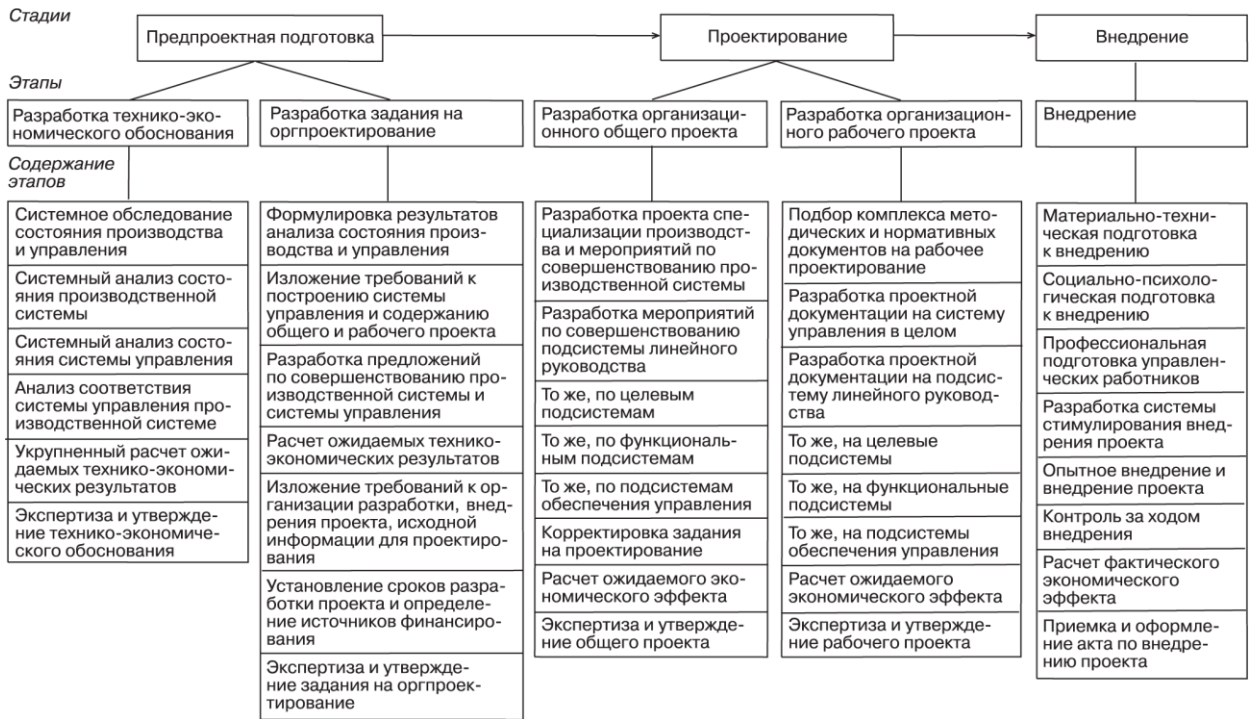 Стадии
Предпроектная подготовка
Проектирование
Внедрение
Этапы
Разработка технико-эко-
номического обоснования
Разработка задания на
оргпроектирование
Разработка организаци-
онного общего проекта
Разработка организацион-
ного рабочего проекта
Внедрение
Содержание
этапов
Системное обследование
состояния производства
и управления
Системный анализ состо-
яния производственной
системы
Системный анализ состо-
яния системы управления
Анализ соответствия
системы управления про-
изводственной системе
Укрупненный расчет ожи-
даемых технико-экономи-
ческих результатов
Экспертиза и утвержде-
ние технико-экономиче-
ского обоснования
Формулировка результатов
анализа состояния произ-
водства и управления
Изложение требований к
построению системы
управления и содержанию
общего и рабочего проекта
Разработка предложений
по совершенствованию про-
изводственной системы и
системы управления
Расчет ожидаемых технико-
экономических результатов
Изложение требований к ор-
ганизации разработки, внед-
рения проекта, исходной
информации для проектиро-
вания
Установление сроков разра-
ботки проекта и определе-
ние источников финансиро-
вания
Экспертиза и утвержде-
ние задания на оргпроек-
тирование
Разработка проекта спе-
циализации производст-
ва и мероприятий по
совершенствованию про-
изводственной системы
Разработка мероприятий
по совершенствованию
подсистемы линейного
руководства
То же, по целевым
подсистемам
То же, по функциональ-
ным подсистемам
То же, по подсистемам
обеспечения управления
Корректировка задания
на проектирование
Расчет ожидаемого эко-
номического эффекта
Экспертиза и утвержде-
ние общего проекта
Подбор комплекса мето-
дических и нормативных
документов на рабочее
проектирование
Разработка проектной
документации на систему
управления в целом
Разработка проектной
документации на подсис-
тему линейного руководс-
тва
То же, на целевые
подсистемы
То же, на функциональные
подсистемы
То же, на подсистемы
обеспечения управления
Расчет ожидаемого
экономического эффекта
Экспертиза и утвержде-
ние рабочего проекта
Материально-техни-
ческая подготовка
к внедрению
Социально-психоло-
гическая подготовка
к внедрению
Профессиональная
подготовка управлен-
ческих работников
Разработка системы
стимулирования внед-
рения проекта
Опытное внедрение и
внедрение проекта
Контроль за ходом
внедрения
Расчет фактического
экономического
эффекта
Приемка и оформле-
ние акта по внед-
рению проекта